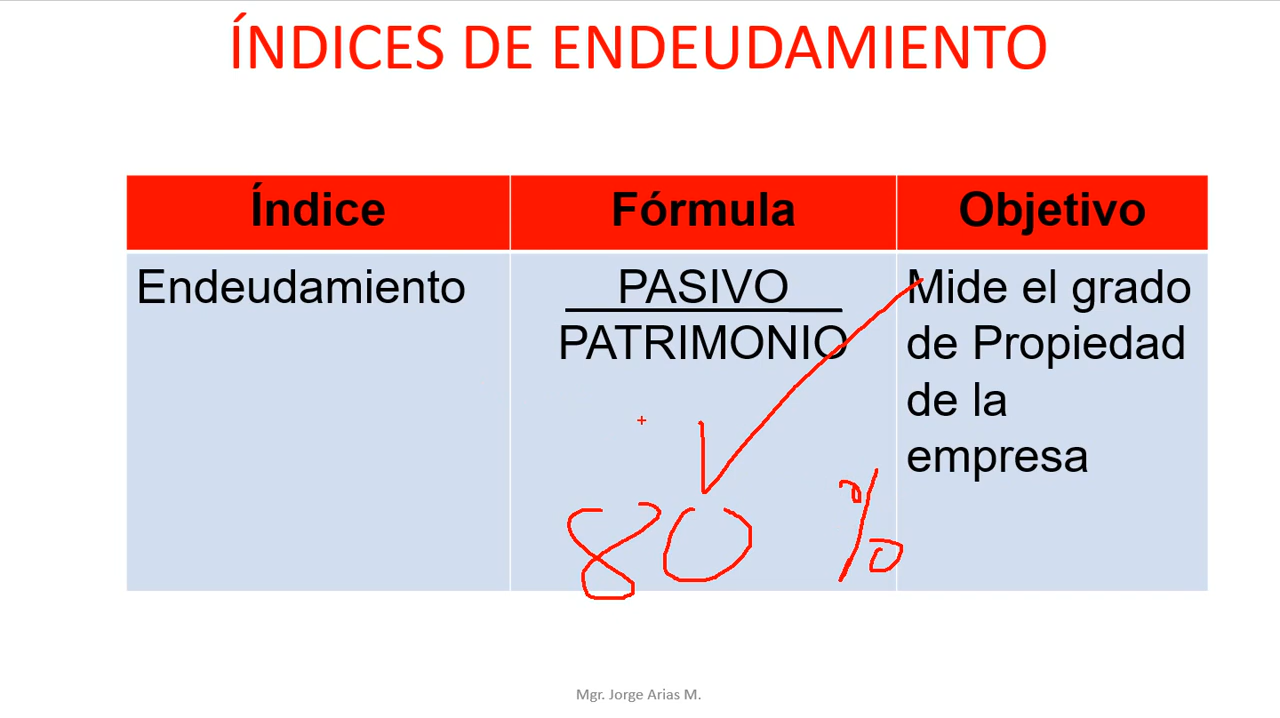 ÍNDICES DE ENDEUDAMIENTO
Índice
Fórmula
Objetivo
Endeudamiento
PASIVO
PATRIMONIO
Mide el grado
de Propiedad
de la
empresa
80 %
Mgr. Jorge Arias M.